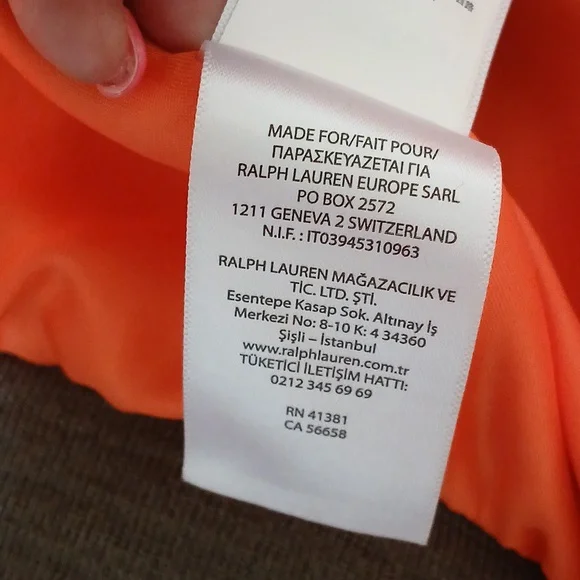 MADE FOR/FAIT POUR/
ΠΑΡΑΣΚΕΥΑΖΕΤΑΙ ΓΙΑ
RALPH LAUREN EUROPE SARL
PO BOX 2572
1211 GENEVA 2 SWITZERLAND
N.I.F. : IT03945310963
RALPH LAUREN MAĞAZACILIK VE
TİC. LTD. ŞTİ.
Esentepe Kasap Sok. Altınay İş
Merkezi No: 8-10 K: 4 34360
Şişli – İstanbul
www.ralphlauren.com.tr
TÜKETİCİ İLETİŞİM HATTI:
0212 345 69 69
RN 41381
CA 56658